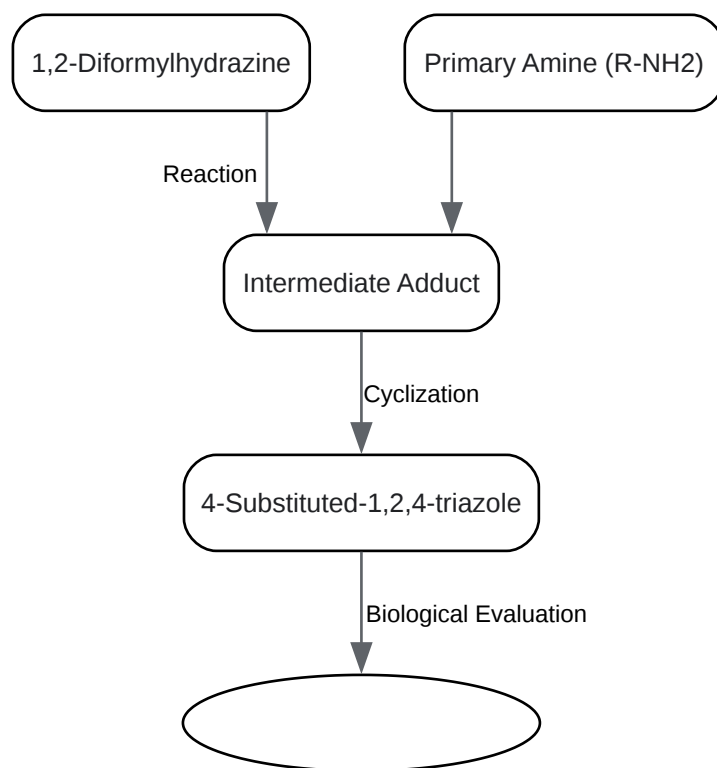 1,2-Diformylhydrazine
Primary Amine (R-NH2)
Reaction
Intermediate Adduct
Cyclization
4-Substituted-1,2,4-triazole
Biological Evaluation